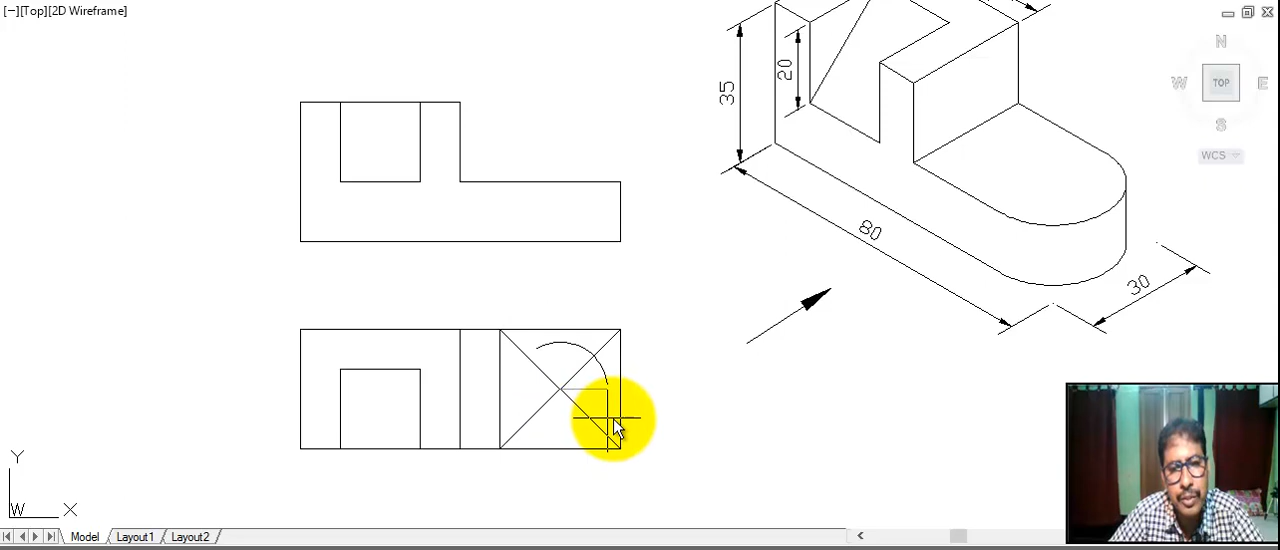 [−][Top][2D Wireframe]
N
W
TOP
E
S
WCS
35
20
80
30
Y
W
X
Model
Layout1
Layout2